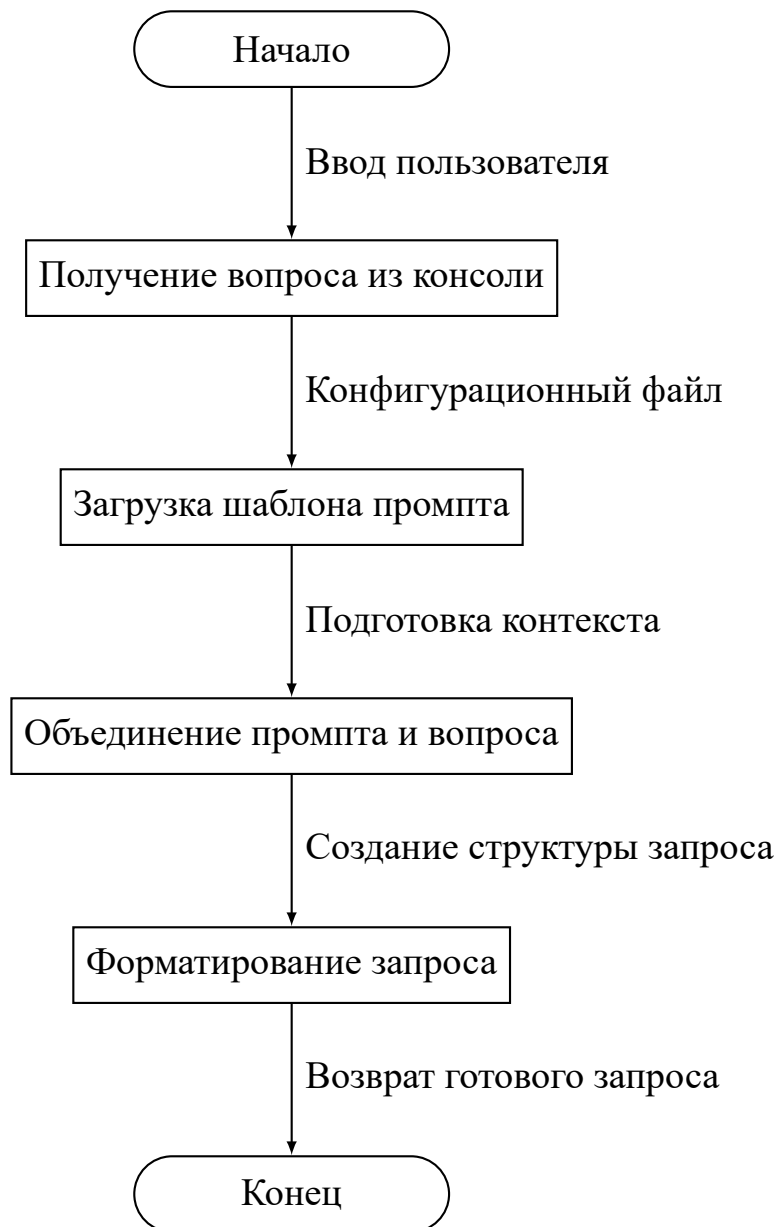 Начало
Ввод пользователя
Получение вопроса из консоли
Конфигурационный файл
Загрузка шаблона промпта
Подготовка контекста
Объединение промпта и вопроса
Создание структуры запроса
Форматирование запроса
Возврат готового запроса
Конец